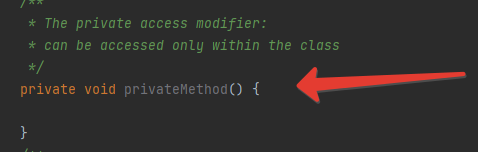 /**
* The private access modifier:
* can be accessed only within the class
*/
private void privateMethod() {
}